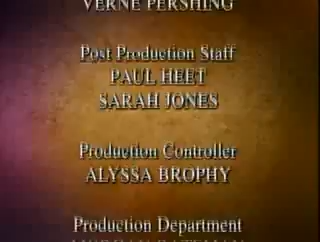 VERNE PERSHING
Post Production Staff
PAUL HEET
SARAH JONES
Production Controller
ALYSSA BROPHY
Production Department